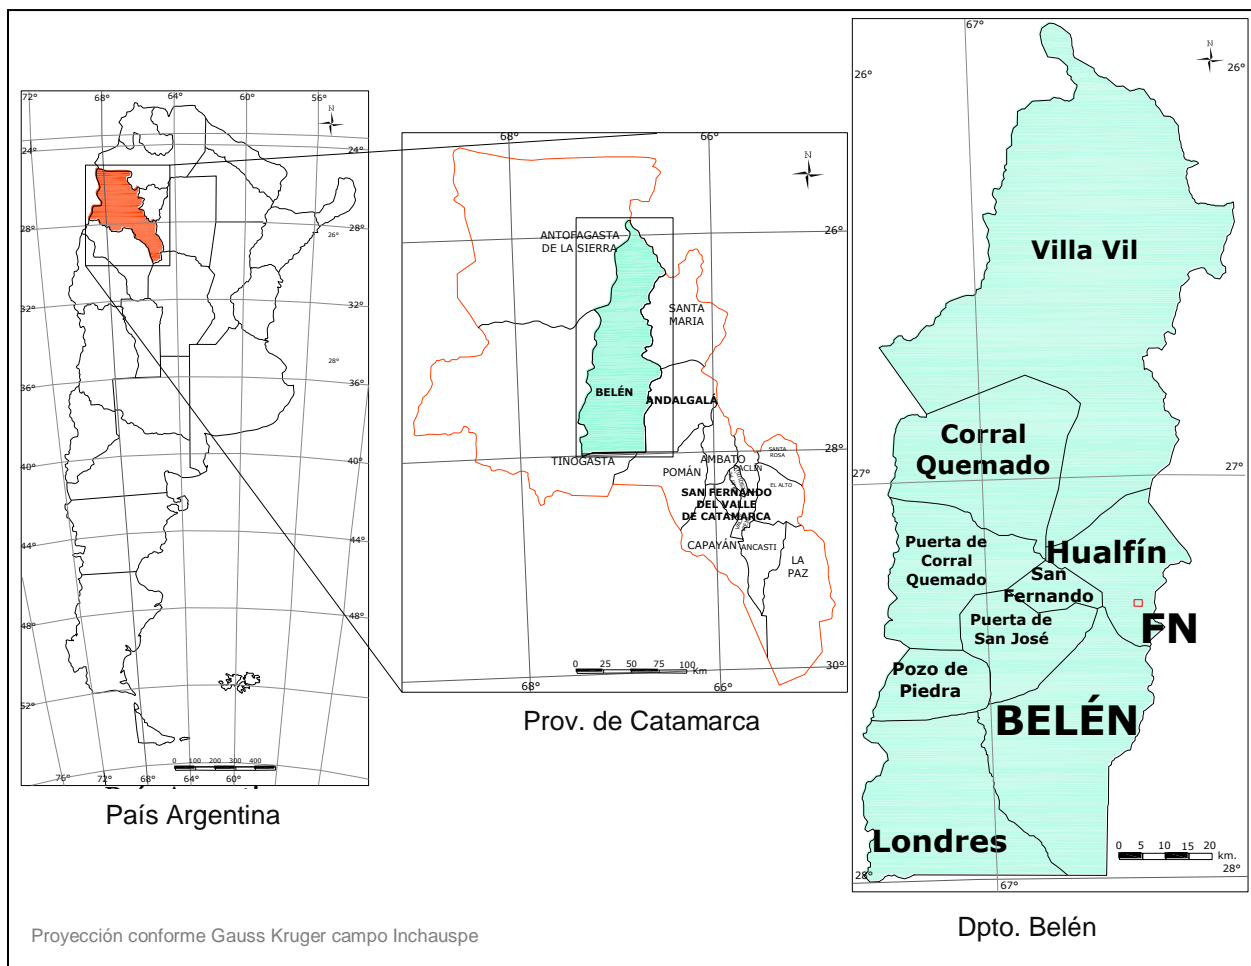 72°
68°
64°
60°
56°
N
24°
24°
28°
26°
28°
32°
32°
28°
36°
36°
40°
40°
44°
44°
48°
48°
52°
52°
0 100 200 300 400
76°
72°
68°
64°
60°
País Argentina
68°
66°
N
26°
26°
ANTOFAGASTA
DE LA SIERRA
SANTA
MARIA
BELÉN
ANDALGALÁ
28°
28°
TINOGASTA
POMÁN
AMBATO
PACLÍN
SANTA
ROSA
EL ALTO
SAN FERNANDO
DEL VALLE
DE CATAMARCA
CAPAYÁN
ANCASTI
LA
PAZ
0 25 50 75 100
Km
30°
68°
66°
Prov. de Catamarca
67°
N
26°
26°
Villa Vil
Corral
Quemado
27°
27°
Puerta de
Corral
Quemado
Hualfín
San
Fernando
Puerta de
San José
FN
Pozo de
Piedra
BELÉN
Londres
0 5 10 15 20
km.
28°
28°
67°
Dpto. Belén
Proyección conforme Gauss Kruger campo Inchauspe